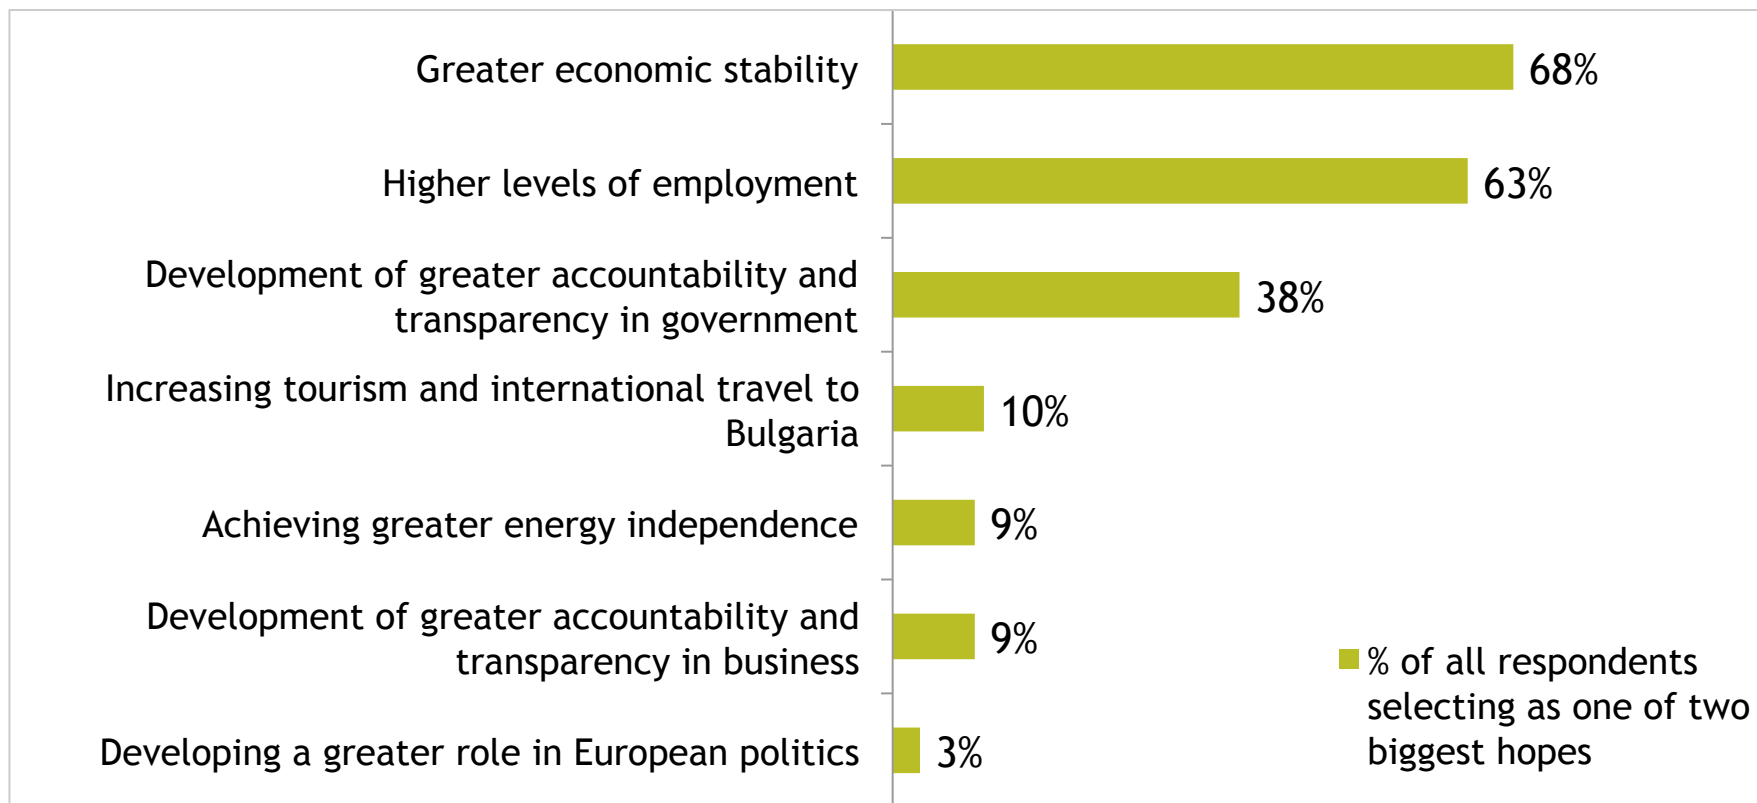 Greater economic stability
68%
Higher levels of employment
63%
Development of greater accountability and
transparency in government
38%
Increasing tourism and international travel to
Bulgaria
10%
Achieving greater energy independence
9%
Development of greater accountability and
transparency in business
9%
Developing a greater role in European politics
3%
% of all respondents
selecting as one of two
biggest hopes